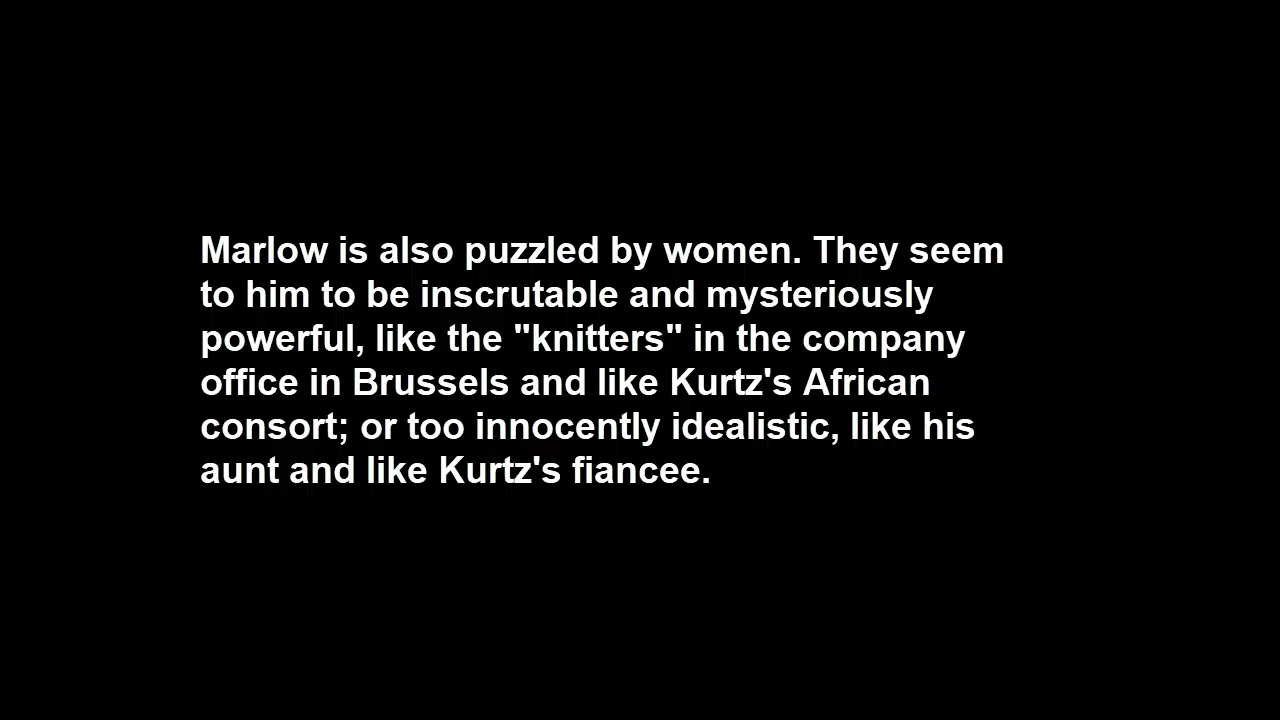 Marlow is also puzzled by women. They seem
to him to be inscrutable and mysteriously
powerful, like the "knitters" in the company
office in Brussels and like Kurtz's African
consort; or too innocently idealistic, like his
aunt and like Kurtz's fiancee.